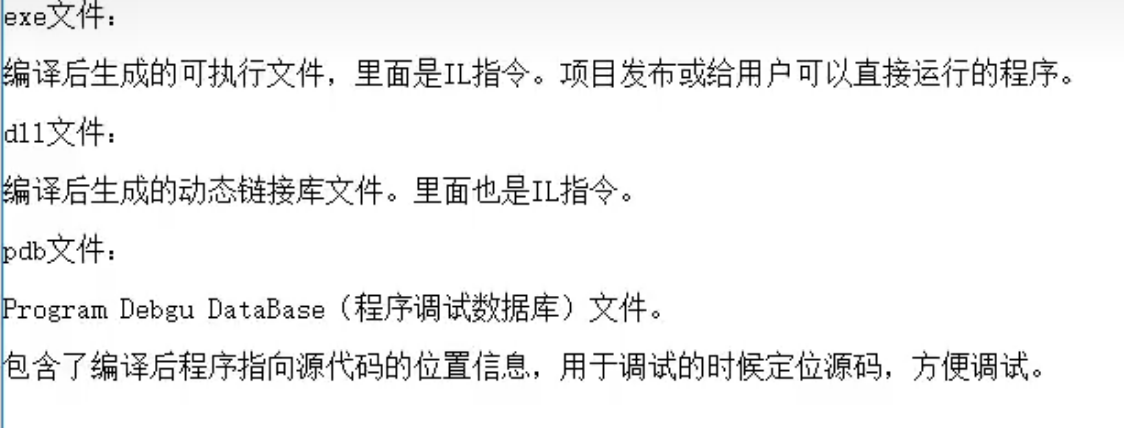 exe文件：
编译后生成的可执行文件，里面是IL指令。项目发布或给用户可以直接运行的程序。
dll文件：
编译后生成的动态链接库文件。里面也是IL指令。
pdb文件：
Program Debgu DataBase（程序调试数据库）文件。
包含了编译后程序指向源代码的位置信息，用于调试的时候定位源码，方便调试。